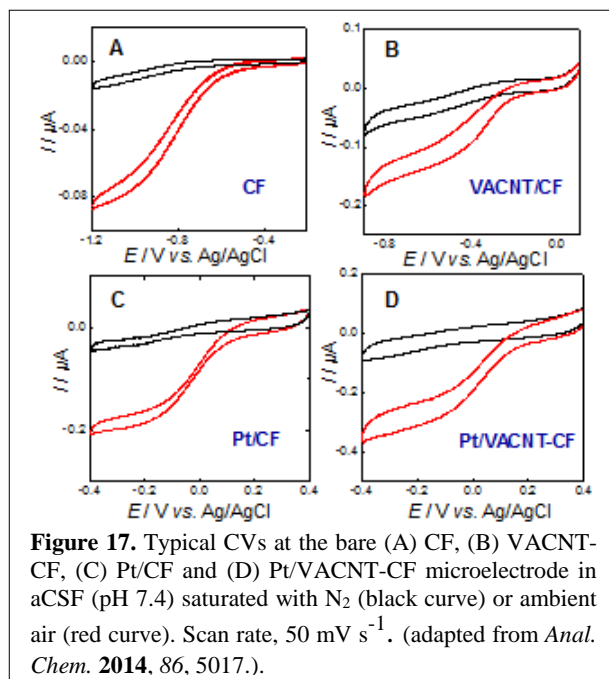 A
B
0.00
-0.04
-0.08
I / µA
CF
-1.2
-0.8
-0.4
E / V vs. Ag/AgCl
0.1
0.0
-0.1
-0.2
I / µA
VACNT/CF
-0.8
-0.4
0.0
E / V vs. Ag/AgCl
C
0.0
-0.2
I / µA
Pt/CF
-0.4
-0.2
0.0
0.2
0.4
E / V vs. Ag/AgCl
D
0.2
0.0
-0.2
-0.4
I / µA
Pt/VACNT-CF
-0.4
-0.2
0.0
0.2
0.4
E / V vs. Ag/AgCl
Figure 17. Typical CVs at the bare (A) CF, (B) VACNT-
CF, (C) Pt/CF and (D) Pt/VACNT-CF microelectrode in
aCSF (pH 7.4) saturated with N₂ (black curve) or ambient
air (red curve). Scan rate, 50 mV s⁻¹. (adapted from Anal.
Chem. 2014, 86, 5017.).